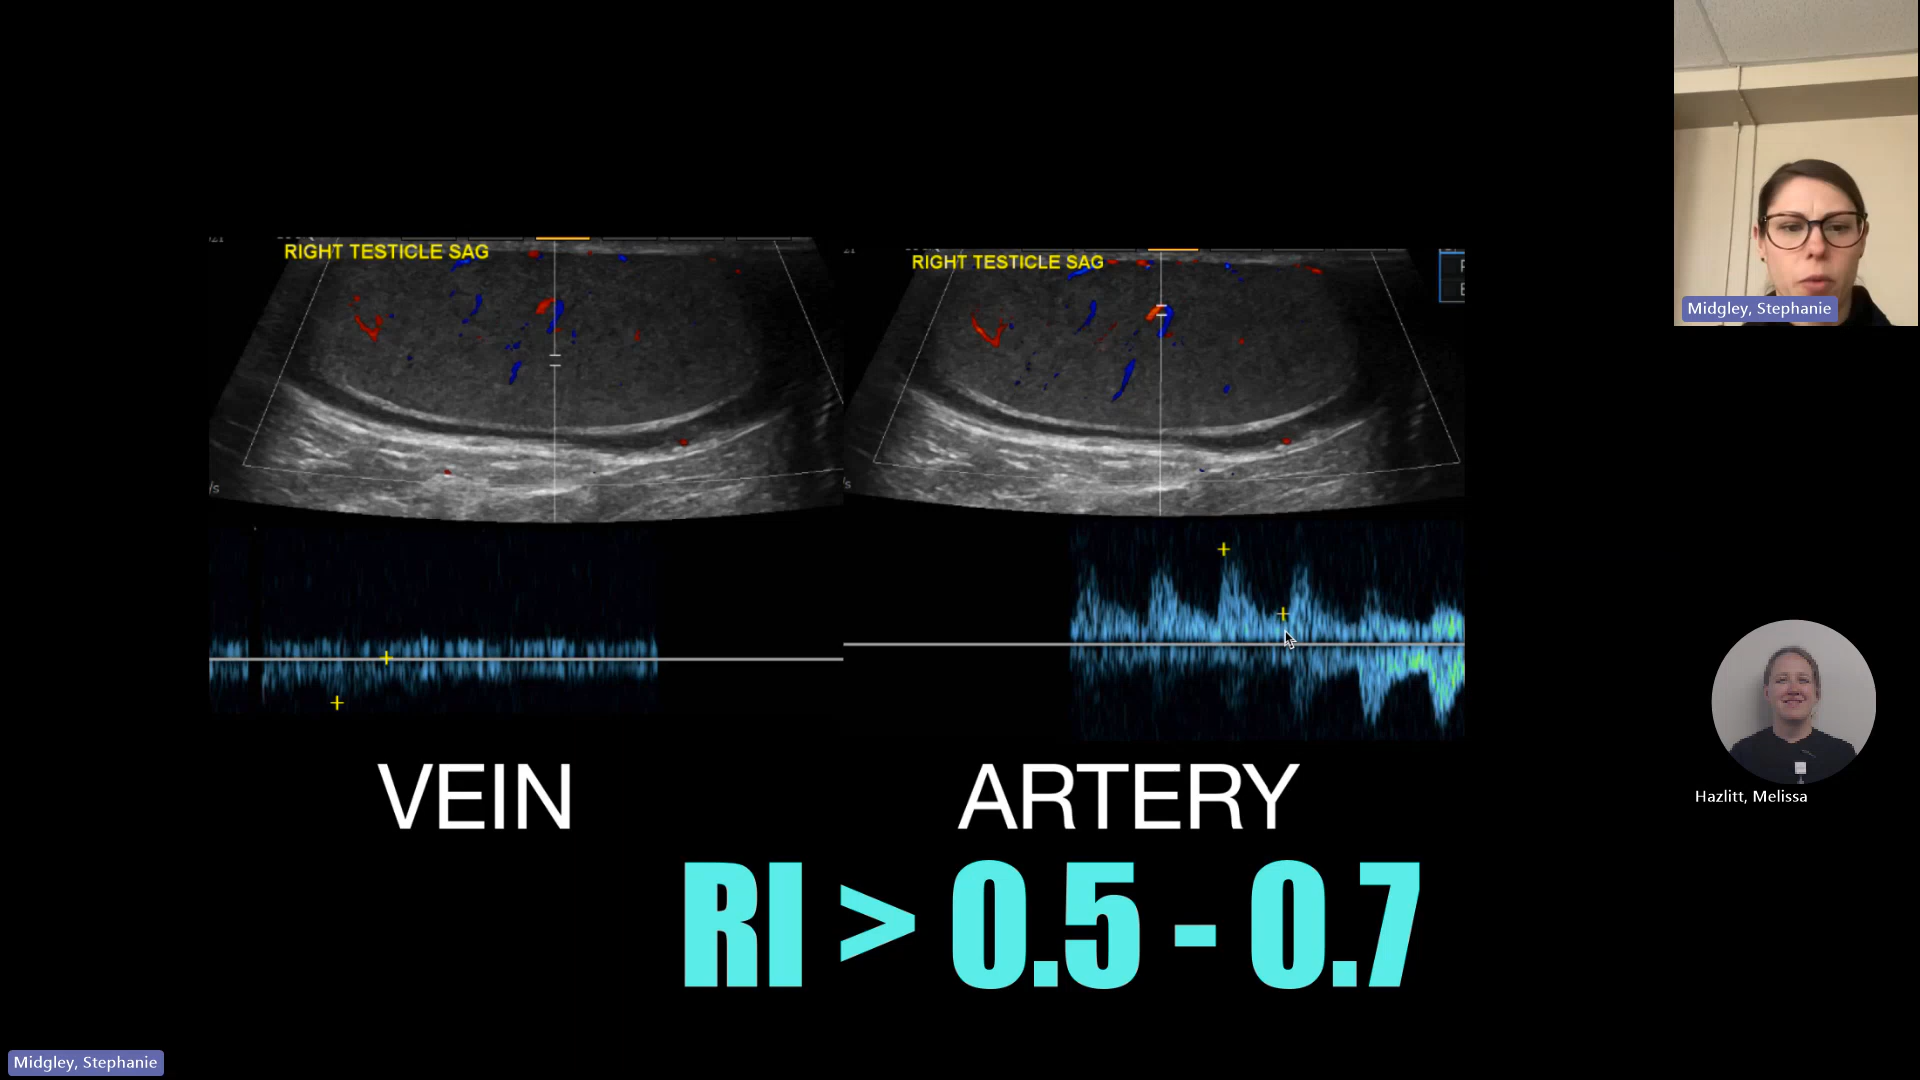 RIGHT TESTICLE SAG
RIGHT TESTICLE SAG
VEIN
ARTERY
RI > 0.5 - 0.7
Midgley, Stephanie
Hazlitt, Melissa
Midgley, Stephanie